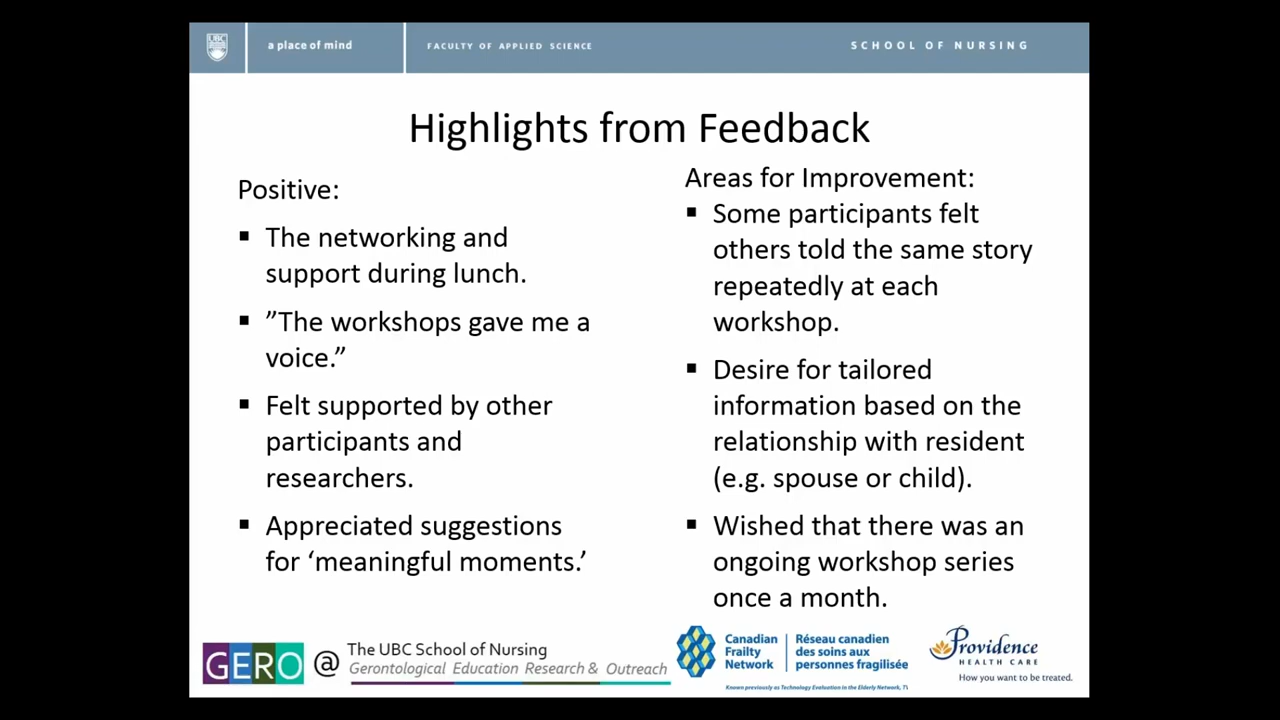 UBC
a place of mind
FACULTY OF APPLIED SCIENCE
SCHOOL OF NURSING
Highlights from Feedback
Positive:
▪ The networking and
support during lunch.
▪ ”The workshops gave me a
voice.”
▪ Felt supported by other
participants and
researchers.
▪ Appreciated suggestions
for ‘meaningful moments.’
Areas for Improvement:
▪ Some participants felt
others told the same story
repeatedly at each
workshop.
▪ Desire for tailored
information based on the
relationship with resident
(e.g. spouse or child).
▪ Wished that there was an
ongoing workshop series
once a month.
GERO @
The UBC School of Nursing
Gerontological Education Research & Outreach
Canadian
Frailty
Network
Réseau canadien
des soins aux
personnes fragilisée
Known previously as Technology Evaluation in the Elderly Network, T
Providence
HEALTH CARE
How you want to be treated.